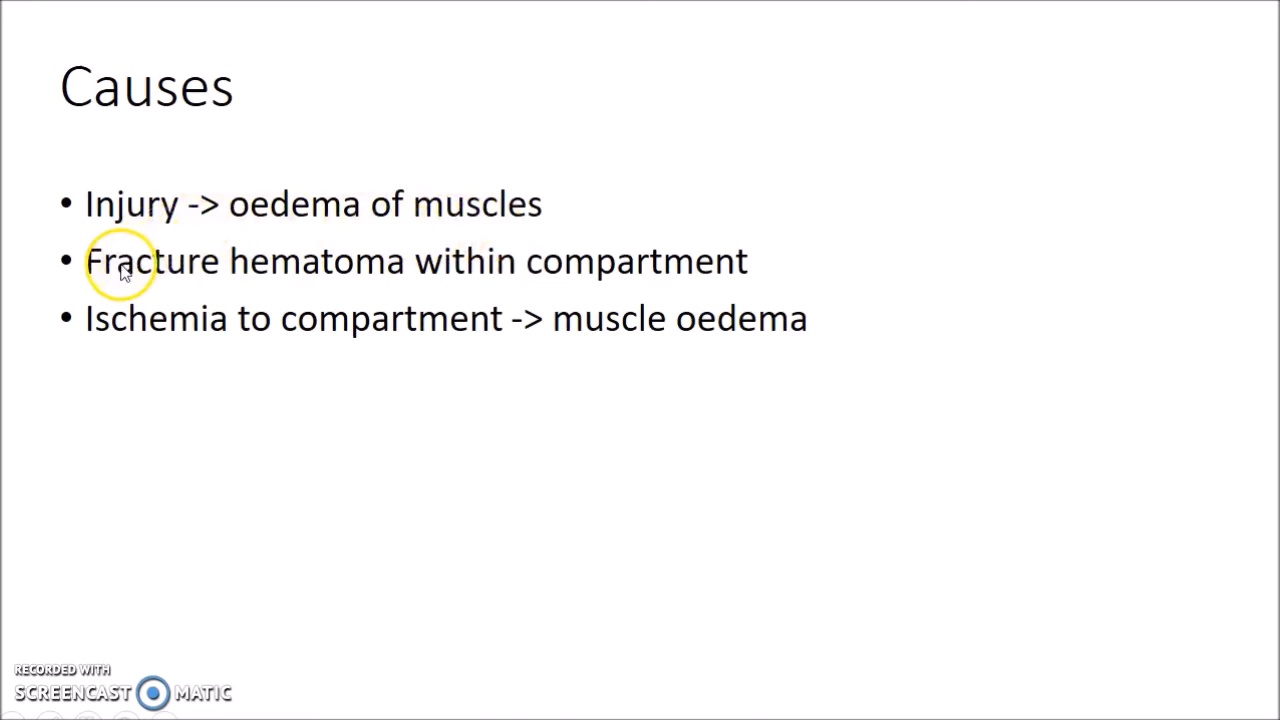 Causes
• Injury -> oedema of muscles
• Fracture hematoma within compartment
• Ischemia to compartment -> muscle oedema
RECORDED WITH
SCREENCAST MATIC